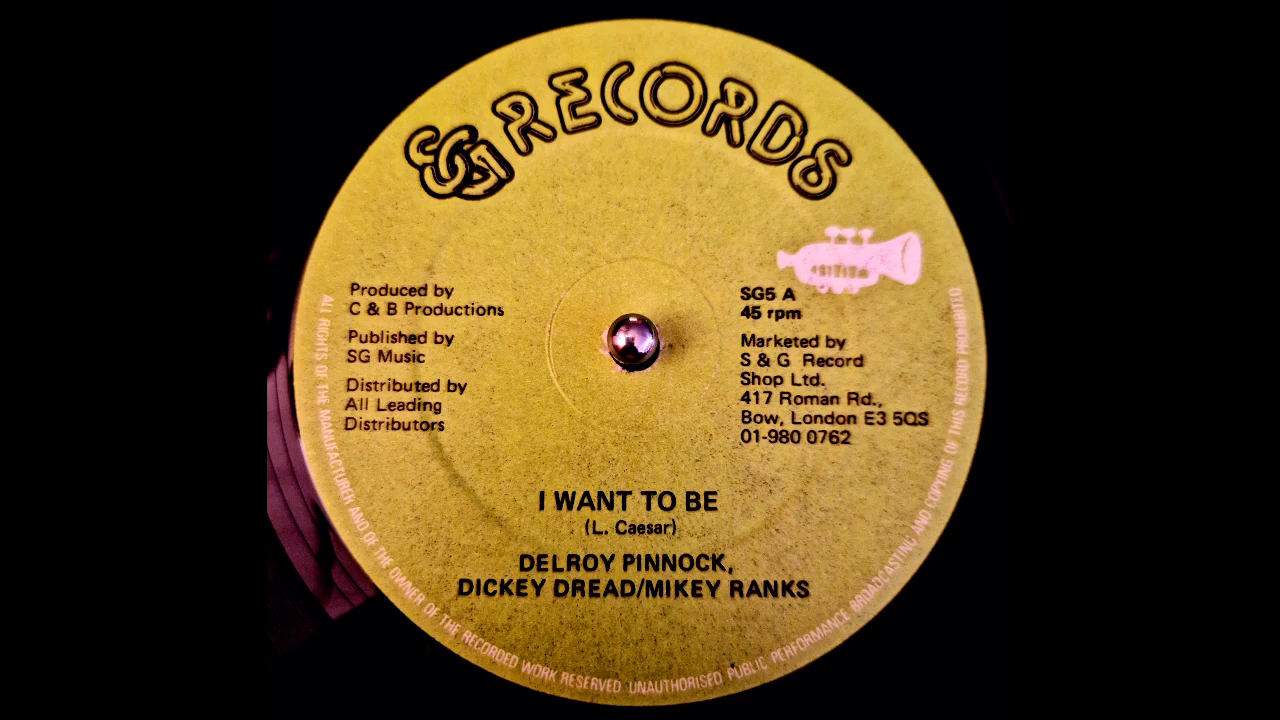 SG RECORDS
Produced by
C & B Productions
Published by
SG Music
Distributed by
All Leading
Distributors
SG5 A
45 rpm
Marketed by
S & G Record
Shop Ltd.
417 Roman Rd.,
Bow, London E3 5QS
01-980 0762
I WANT TO BE
(L. Caesar)
DELROY PINNOCK,
DICKEY DREAD/MIKEY RANKS
ALL RIGHTS OF THE MANUFACTURER AND OF THE OWNER OF THE RECORDED WORK RESERVED UNAUTHORISED PUBLIC PERFORMANCE BROADCASTING AND COPYING OF THIS RECORD PROHIBITED